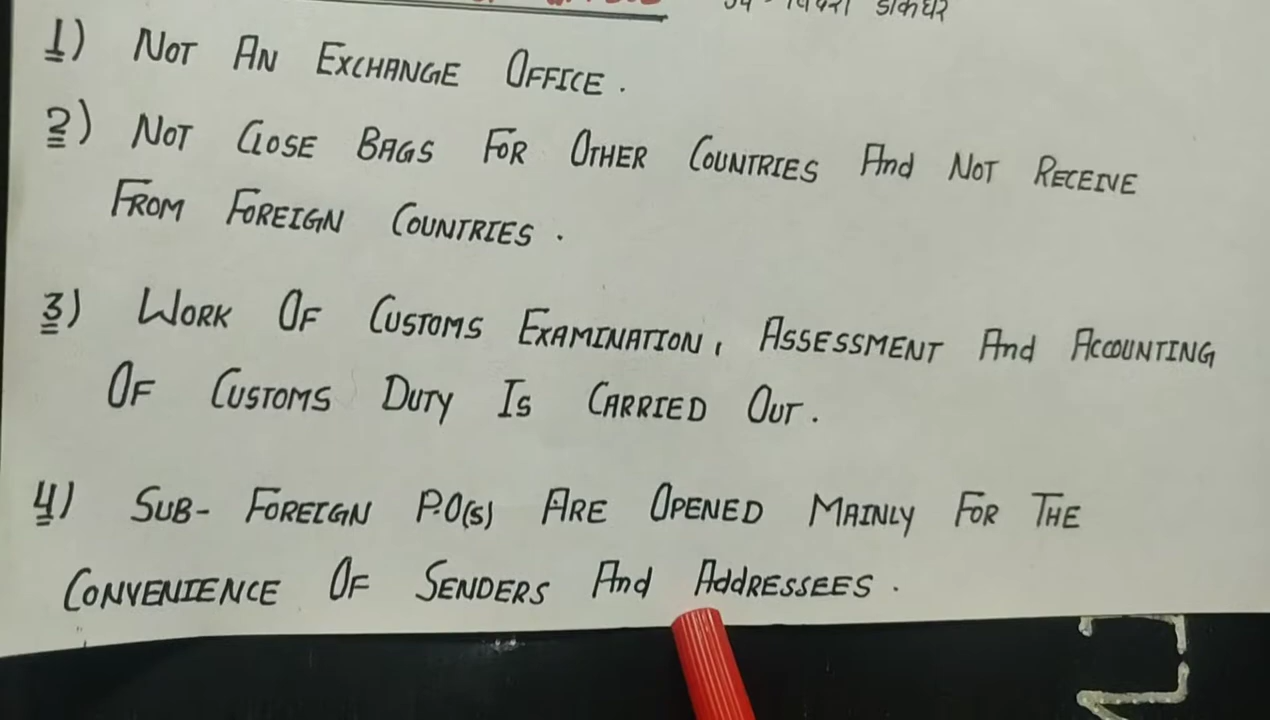 डाकघर
1) NOT AN EXCHANGE OFFICE.
2) NOT CLOSE BAGS FOR OTHER COUNTRIES And NOT RECEIVE
FROM FOREIGN COUNTRIES.
3) WORK OF CUSTOMS EXAMINATION, ASSESSMENT And ACCOUNTING
OF CUSTOMS DUTY IS CARRIED OUT.
4) SUB-FOREIGN P.O(s) ARE OPENED MAINLY FOR THE
CONVENIENCE OF SENDERS And AddRESSEES.